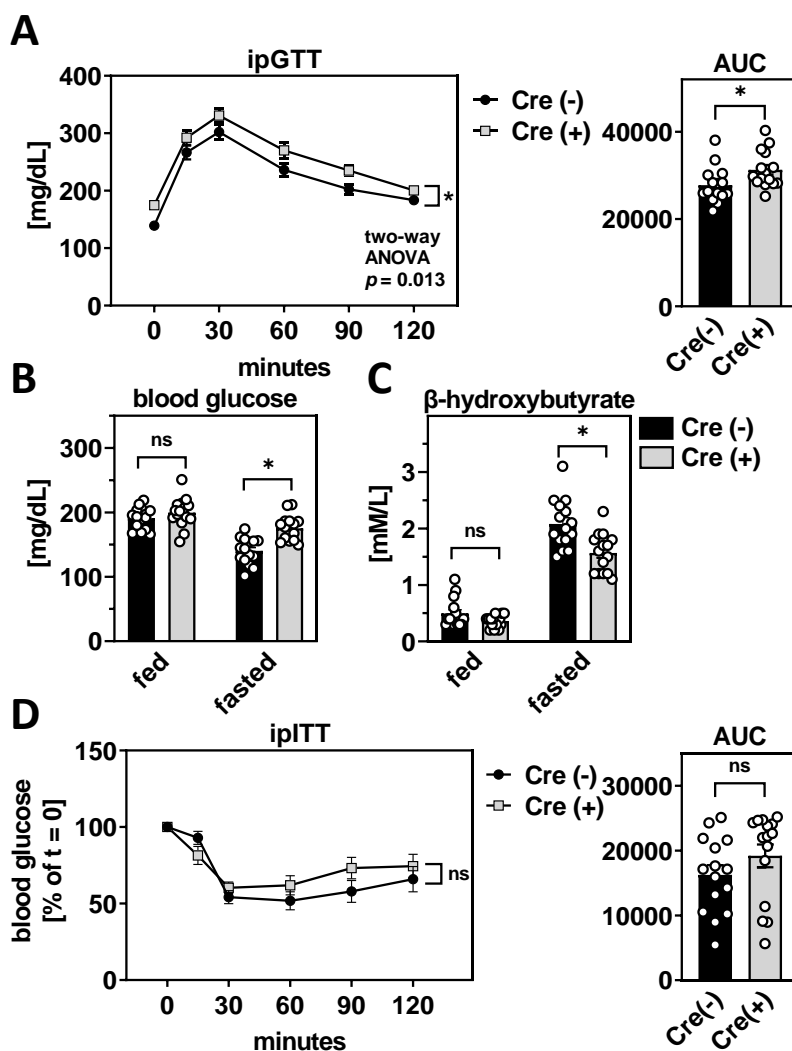 A
ipGTT
400
300
200
100
0
[mg/dL]
0 30 60 90 120
minutes
two-way
ANOVA
p = 0.013
*
Cre (-)
Cre (+)
AUC
*
40000
20000
0
Cre(-)
Cre(+)
B
blood glucose
300
200
100
0
[mg/dL]
ns
*
fed
fasted
C
β-hydroxybutyrate
3
2
1
0
[mM/L]
ns
*
fed
fasted
Cre (-)
Cre (+)
D
ipITT
150
100
50
0
blood glucose
[% of t = 0]
0 30 60 90 120
minutes
ns
Cre (-)
Cre (+)
AUC
ns
30000
20000
10000
0
Cre(-)
Cre(+)